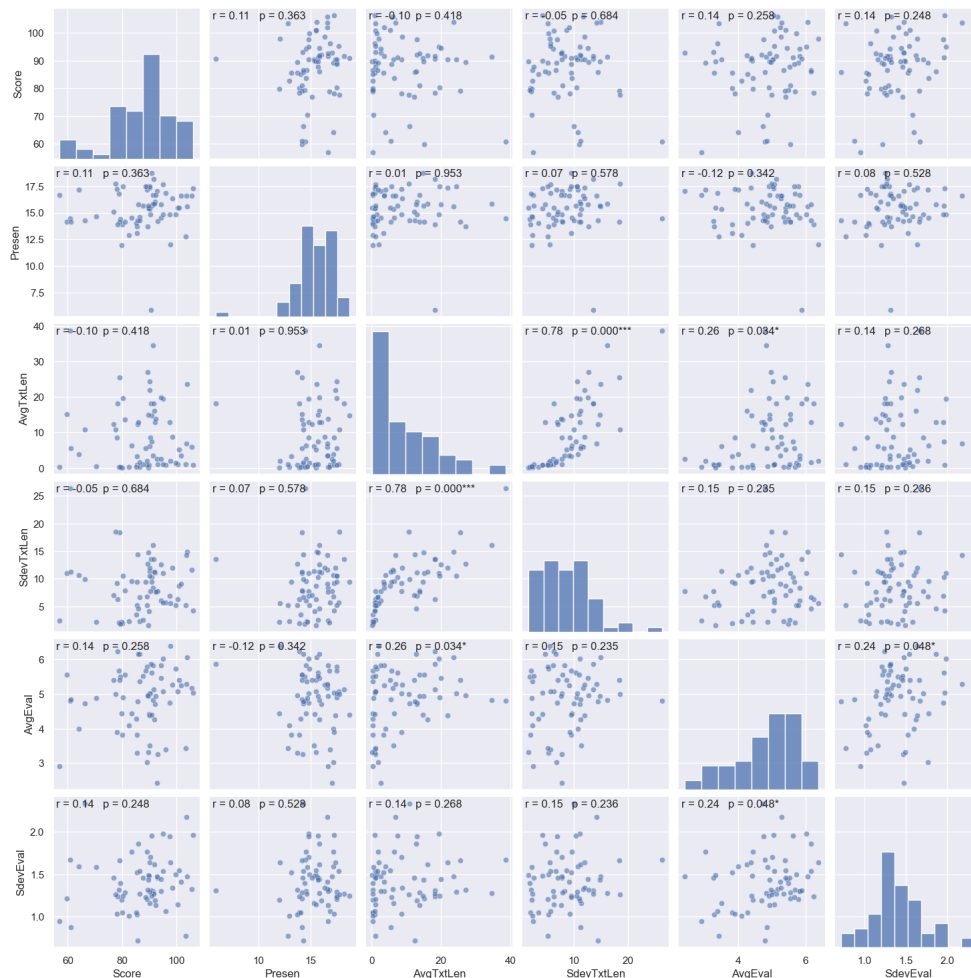 r = 0.11 p = 0.363 r = -0.10 p = 0.418 r = -0.05 p = 0.684 r = 0.14 p = 0.258 r = 0.14 p = 0.248
100
90
80
70
60
Score
r = 0.11 p = 0.363 r = 0.01 p = 0.953 r = 0.07 p = 0.578 r = -0.12 p = 0.342 r = 0.08 p = 0.528
17.5
15.0
12.5
10.0
7.5
Presen
r = -0.10 p = 0.418 r = 0.01 p = 0.953 r = 0.78 p = 0.000*** r = 0.26 p = 0.034* r = 0.14 p = 0.268
40
30
20
10
0
AvgTxtLen
r = -0.05 p = 0.684 r = 0.07 p = 0.578 r = 0.78 p = 0.000*** r = 0.15 p = 0.235 r = 0.15 p = 0.236
25
20
15
10
5
SdevTxtLen
r = 0.14 p = 0.258 r = -0.12 p = 0.342 r = 0.26 p = 0.034* r = 0.15 p = 0.235 r = 0.24 p = 0.048*
6
5
4
3
AvgEval
r = 0.14 p = 0.248 r = 0.08 p = 0.528 r = 0.14 p = 0.268 r = 0.15 p = 0.236 r = 0.24 p = 0.048*
2.0
1.5
1.0
SdevEval
60 80 100 10 15 0 20 40 10 20 4 6 1.0 1.5 2.0
Score Presen AvgTxtLen SdevTxtLen AvgEval SdevEval